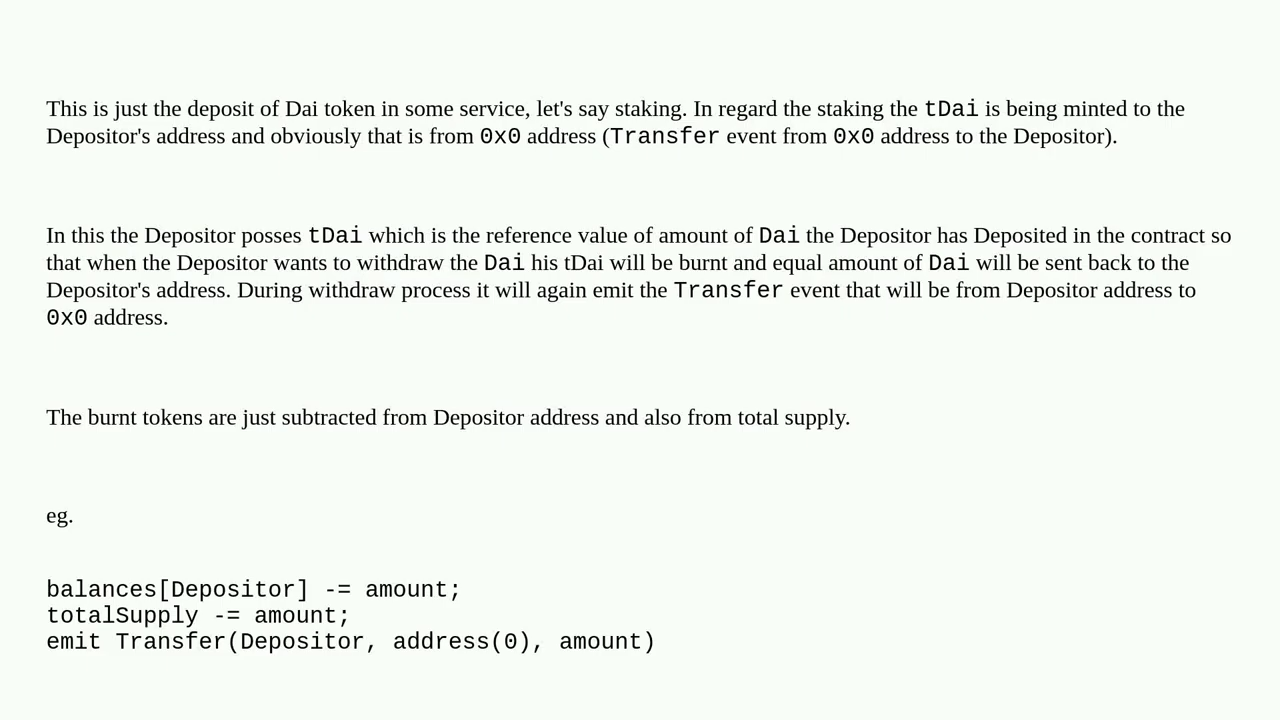 This is just the deposit of Dai token in some service, let's say staking. In regard the staking the tDai is being minted to the
Depositor's address and obviously that is from 0x0 address (Transfer event from 0x0 address to the Depositor).
In this the Depositor posses tDai which is the reference value of amount of Dai the Depositor has Deposited in the contract so
that when the Depositor wants to withdraw the Dai his tDai will be burnt and equal amount of Dai will be sent back to the
Depositor's address. During withdraw process it will again emit the Transfer event that will be from Depositor address to
0x0 address.
The burnt tokens are just subtracted from Depositor address and also from total supply.
eg.
balances[Depositor] -= amount;
totalSupply -= amount;
emit Transfer(Depositor, address(0), amount)